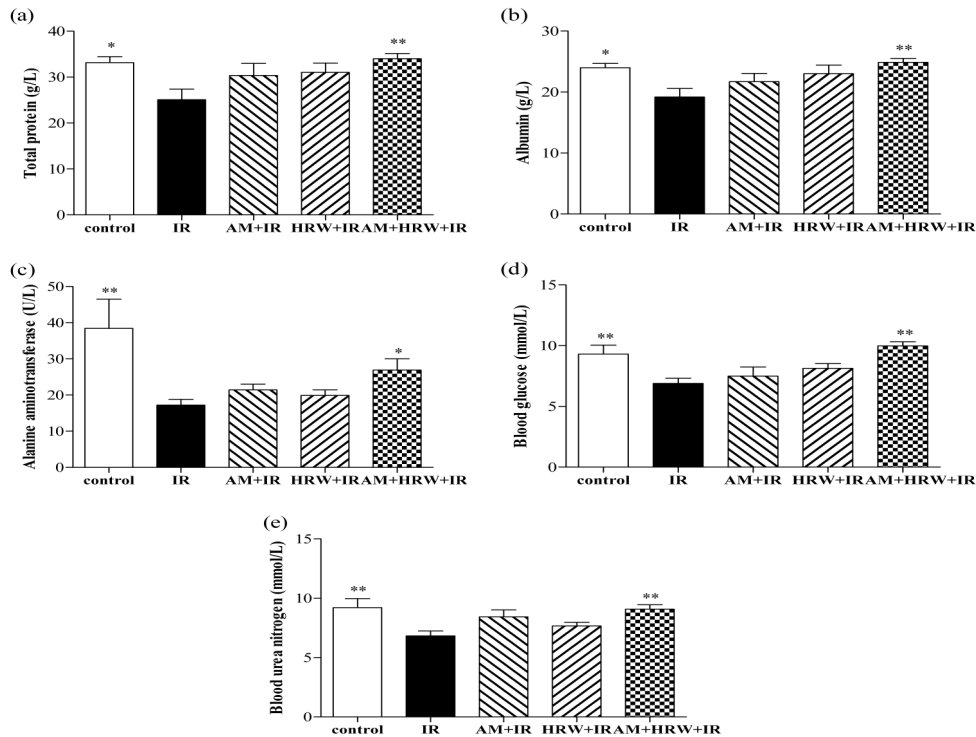 (a)
Total protein (g/L)
40
30
20
10
0
*
**
control IR AM+IR HRW+IR AM+HRW+IR
(b)
Albumin (g/L)
30
20
10
0
*
**
control IR AM+IR HRW+IR AM+HRW+IR
(c)
Alanine aminotransferase (U/L)
50
40
30
20
10
0
**
*
control IR AM+IR HRW+IR AM+HRW+IR
(d)
Blood glucose (mmol/L)
15
10
5
0
**
**
control IR AM+IR HRW+IR AM+HRW+IR
(e)
Blood urea nitrogen (mmol/L)
15
10
5
0
**
**
control IR AM+IR HRW+IR AM+HRW+IR